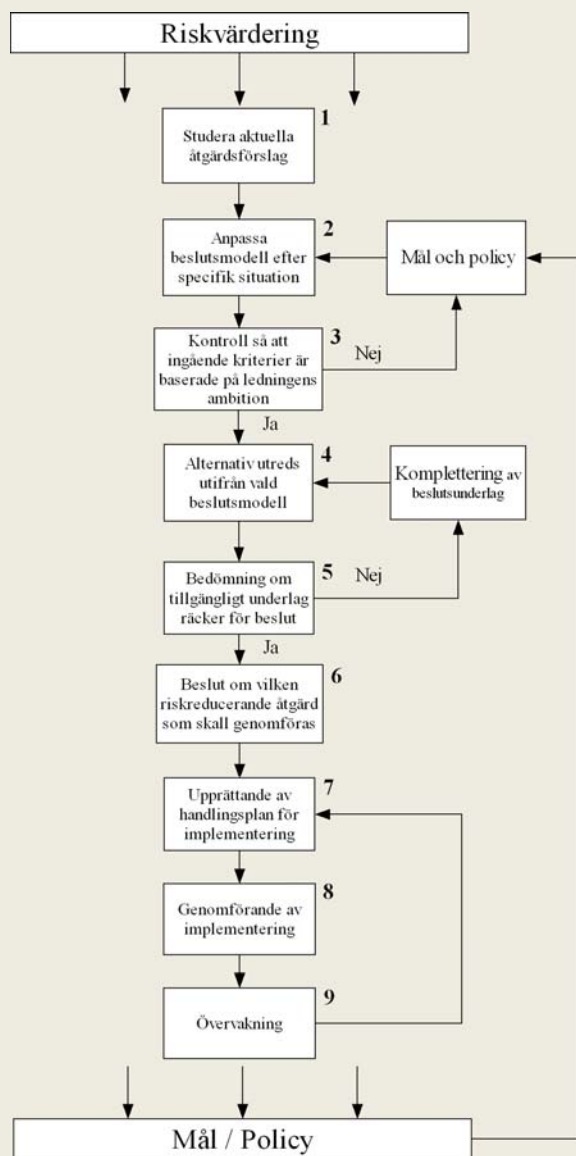 Riskvärdering
1
Studera aktuella
åtgärdsförslag
2
Anpassa
beslutsmodell efter
specifik situation
Mål och policy
3
Kontroll så att
ingående kriterier är
baserade på ledningens
ambition
Nej
Ja
4
Alternativ utreds
utifrån vald
beslutsmodell
Komplettering av
beslutsunderlag
5
Bedömning om
tillgängligt underlag
räcker för beslut
Nej
Ja
6
Beslut om vilken
riskreducerande åtgärd
som skall genomföras
7
Upprättande av
handlingsplan för
implementering
8
Genomförande av
implementering
9
Övervakning
Mål / Policy